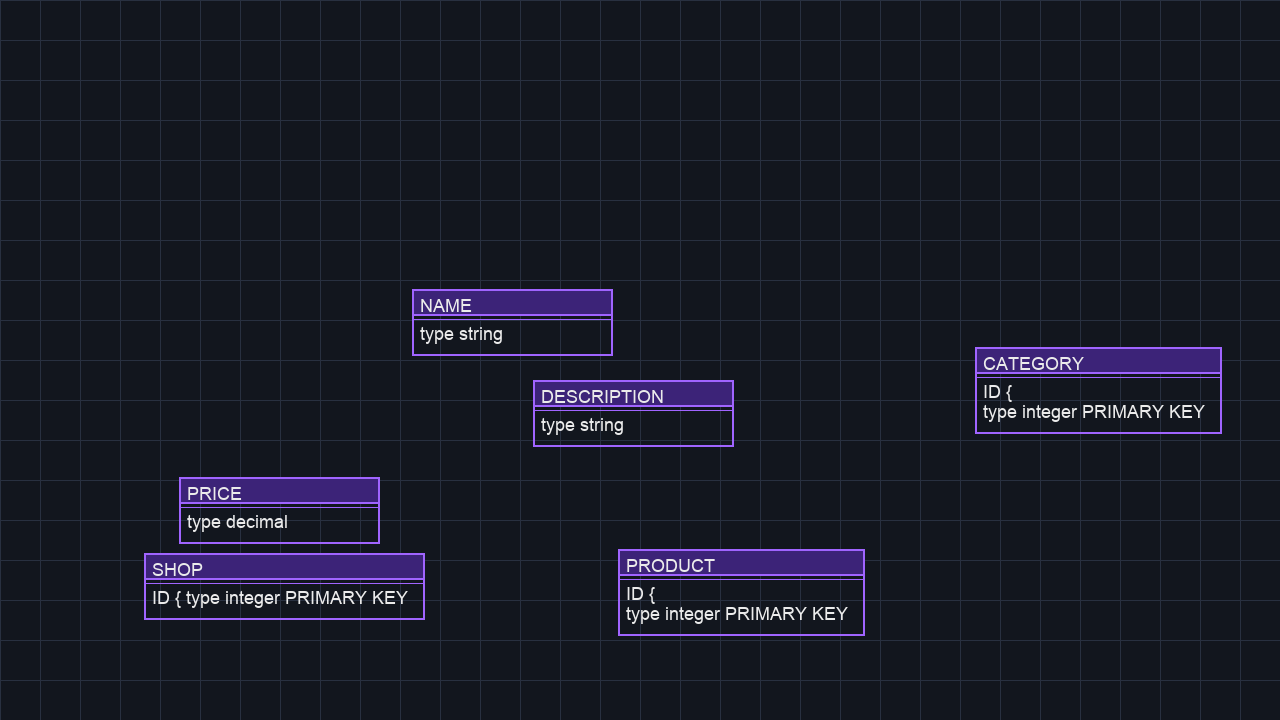 NAME
type string
CATEGORY
ID {
type integer PRIMARY KEY
DESCRIPTION
type string
PRICE
type decimal
SHOP
ID { type integer PRIMARY KEY
PRODUCT
ID {
type integer PRIMARY KEY